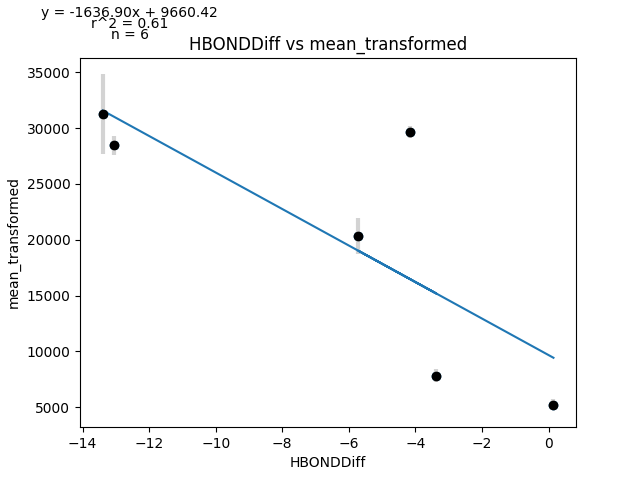 y = -1636.90x + 9660.42
r^2 = 0.61
n = 6
HBONDDiff vs mean_transformed
35000
30000
25000
20000
15000
10000
5000
mean_transformed
−14 −12 −10 −8 −6 −4 −2 0
HBONDDiff